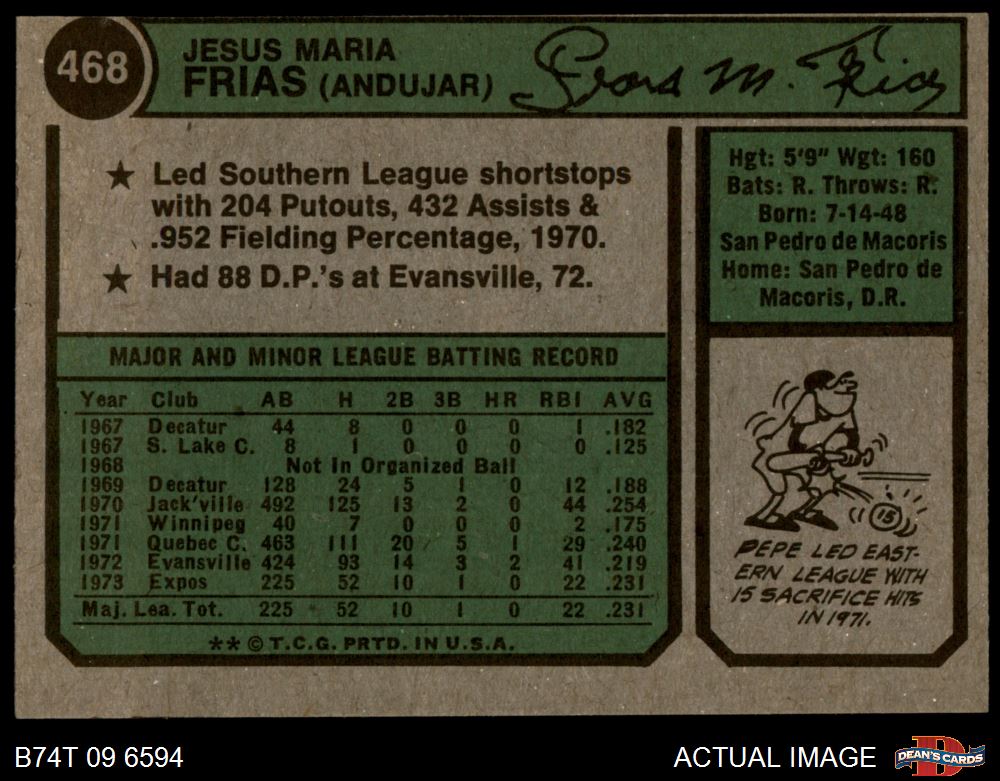 468
JESUS MARIA
FRIAS (ANDUJAR)
★ Led Southern League shortstops
with 204 Putouts, 432 Assists &
.952 Fielding Percentage, 1970.
★ Had 88 D.P.'s at Evansville, 72.
Hgt: 5'9" Wgt: 160
Bats: R. Throws: R.
Born: 7-14-48
San Pedro de Macoris
Home: San Pedro de
Macoris, D.R.
MAJOR AND MINOR LEAGUE BATTING RECORD
Year Club AB H 2B 3B HR RBI AVG
1967 Decatur 44 8 0 0 0 1 .182
1967 S. Lake C. 8 1 0 0 0 0 .125
1968 Not In Organized Ball
1969 Decatur 128 24 5 1 0 12 .188
1970 Jack'ville 492 125 13 2 0 44 .254
1971 Winnipeg 40 7 0 0 0 2 .175
1971 Quebec C. 463 111 20 5 1 29 .240
1972 Evansville 424 93 14 3 2 41 .219
1973 Expos 225 52 10 1 0 22 .231
Maj. Lea. Tot. 225 52 10 1 0 22 .231
** © T.C.G. PRTD. IN U.S.A.
15
PEPE LED EAST-
ERN LEAGUE WITH
15 SACRIFICE HITS
IN 1971.
B74T 09 6594
ACTUAL IMAGE
D
DEAN'S CARDS